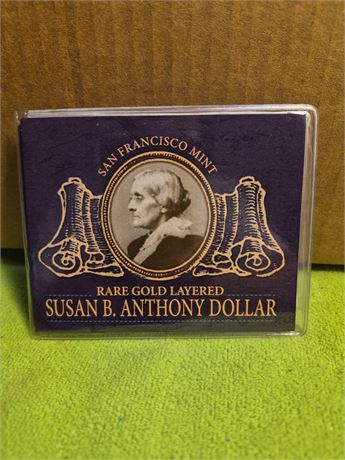 SAN FRANCISCO MINT
RARE GOLD LAYERED
SUSAN B. ANTHONY DOLLAR